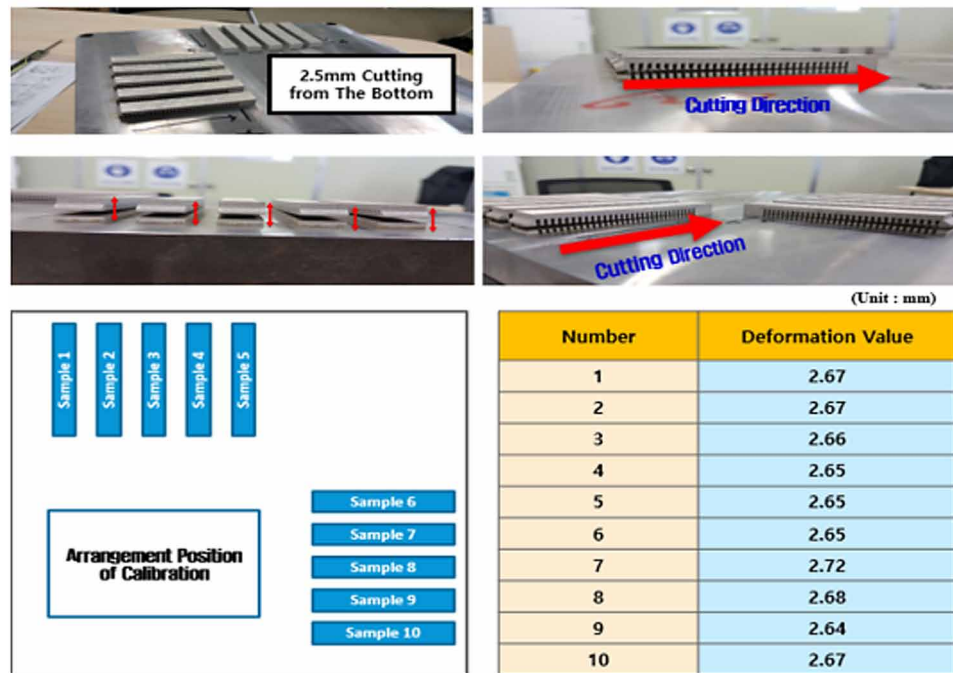 2.5mm Cutting
from The Bottom
Cutting Direction
Cutting Direction
(Unit : mm)
Sample 1
Sample 2
Sample 3
Sample 4
Sample 5
Sample 6
Sample 7
Sample 8
Sample 9
Sample 10
Arrangement Position
of Calibration
Number Deformation Value
1 2.67
2 2.67
3 2.66
4 2.65
5 2.65
6 2.65
7 2.72
8 2.68
9 2.64
10 2.67